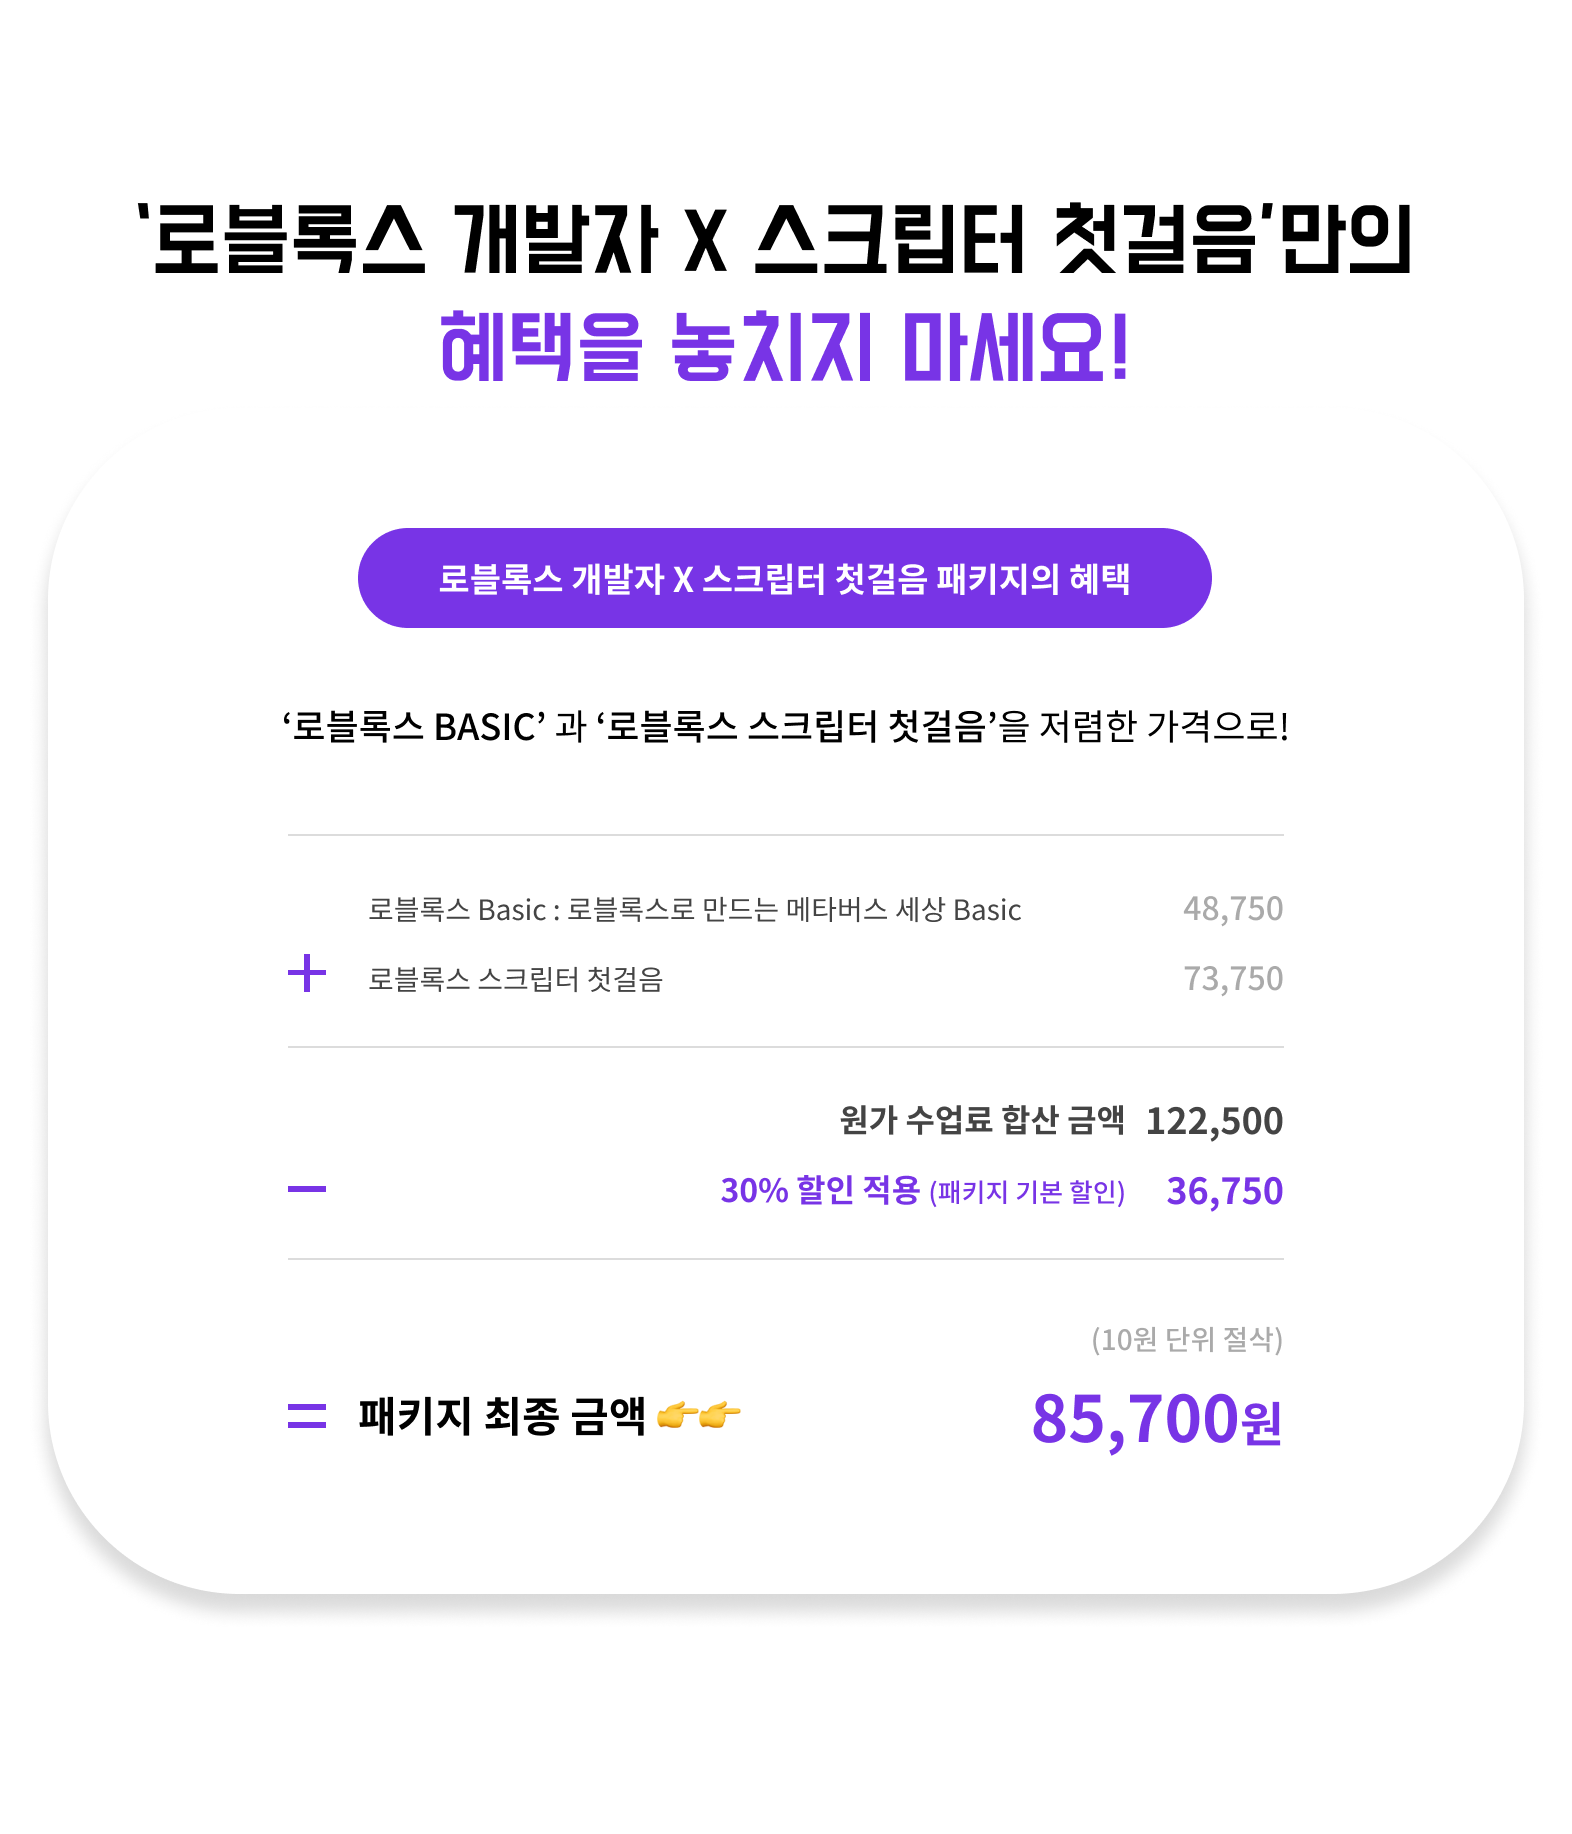 ‘로블록스 개발자 X 스크립터 첫걸음’만의
혜택을 놓치지 마세요!
로블록스 개발자 X 스크립터 첫걸음 패키지의 혜택
‘로블록스 BASIC’ 과 ‘로블록스 스크립터 첫걸음’을 저렴한 가격으로!
로블록스 Basic : 로블록스로 만드는 메타버스 세상 Basic 48,750
+ 로블록스 스크립터 첫걸음 73,750
원가 수업료 합산 금액 122,500
− 30% 할인 적용 (패키지 기본 할인) 36,750
(10원 단위 절삭)
= 패키지 최종 금액 👉👉 85,700원